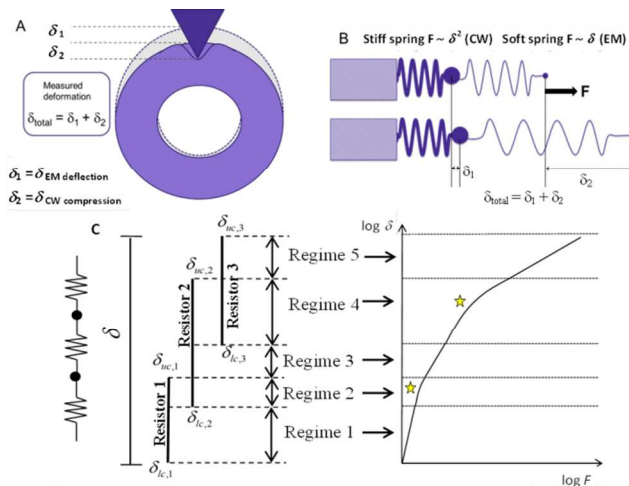 A
δ₁
δ₂
Measured
deformation
δtotal = δ₁ + δ₂
δ₁ = δEM deflection
δ₂ = δCW compression
B
Stiff spring F ~ δ² (CW) Soft spring F ~ δ (EM)
F
δ₁
δ₂
δtotal = δ₁ + δ₂
C
δ
δuc,3
δuc,2
Resistor 3
Resistor 2
δlc,3
δuc,1
Resistor 1
δlc,2
δlc,1
Regime 5
Regime 4
Regime 3
Regime 2
Regime 1
log δ
log F